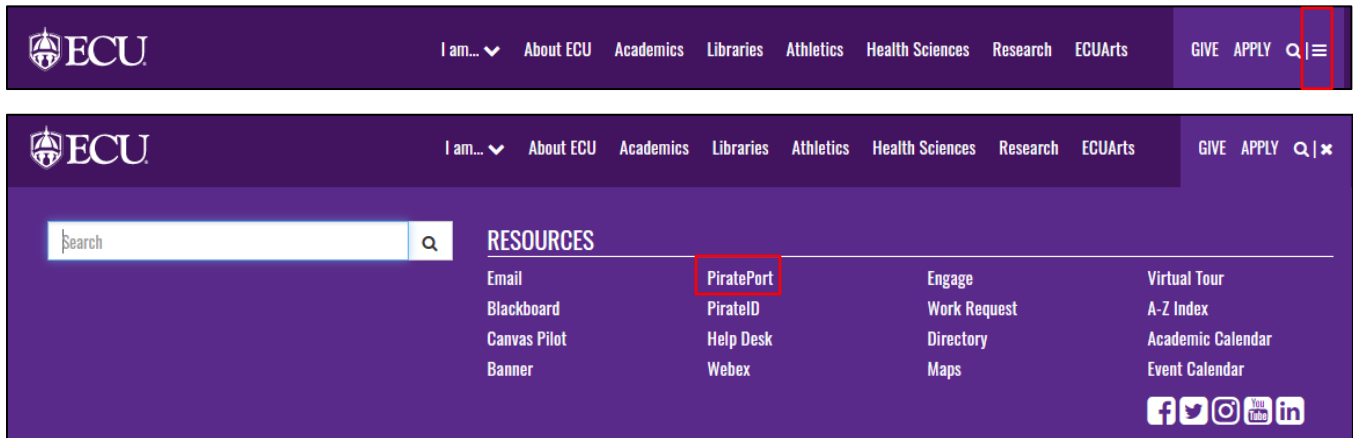 ECU I am... About ECU Academics Libraries Athletics Health Sciences Research ECUArts GIVE APPLY
ECU I am... About ECU Academics Libraries Athletics Health Sciences Research ECUArts GIVE APPLY
Search
RESOURCES
Email PiratePort Engage Virtual Tour
Blackboard PirateID Work Request A-Z Index
Canvas Pilot Help Desk Directory Academic Calendar
Banner Webex Maps Event Calendar
You Tube in